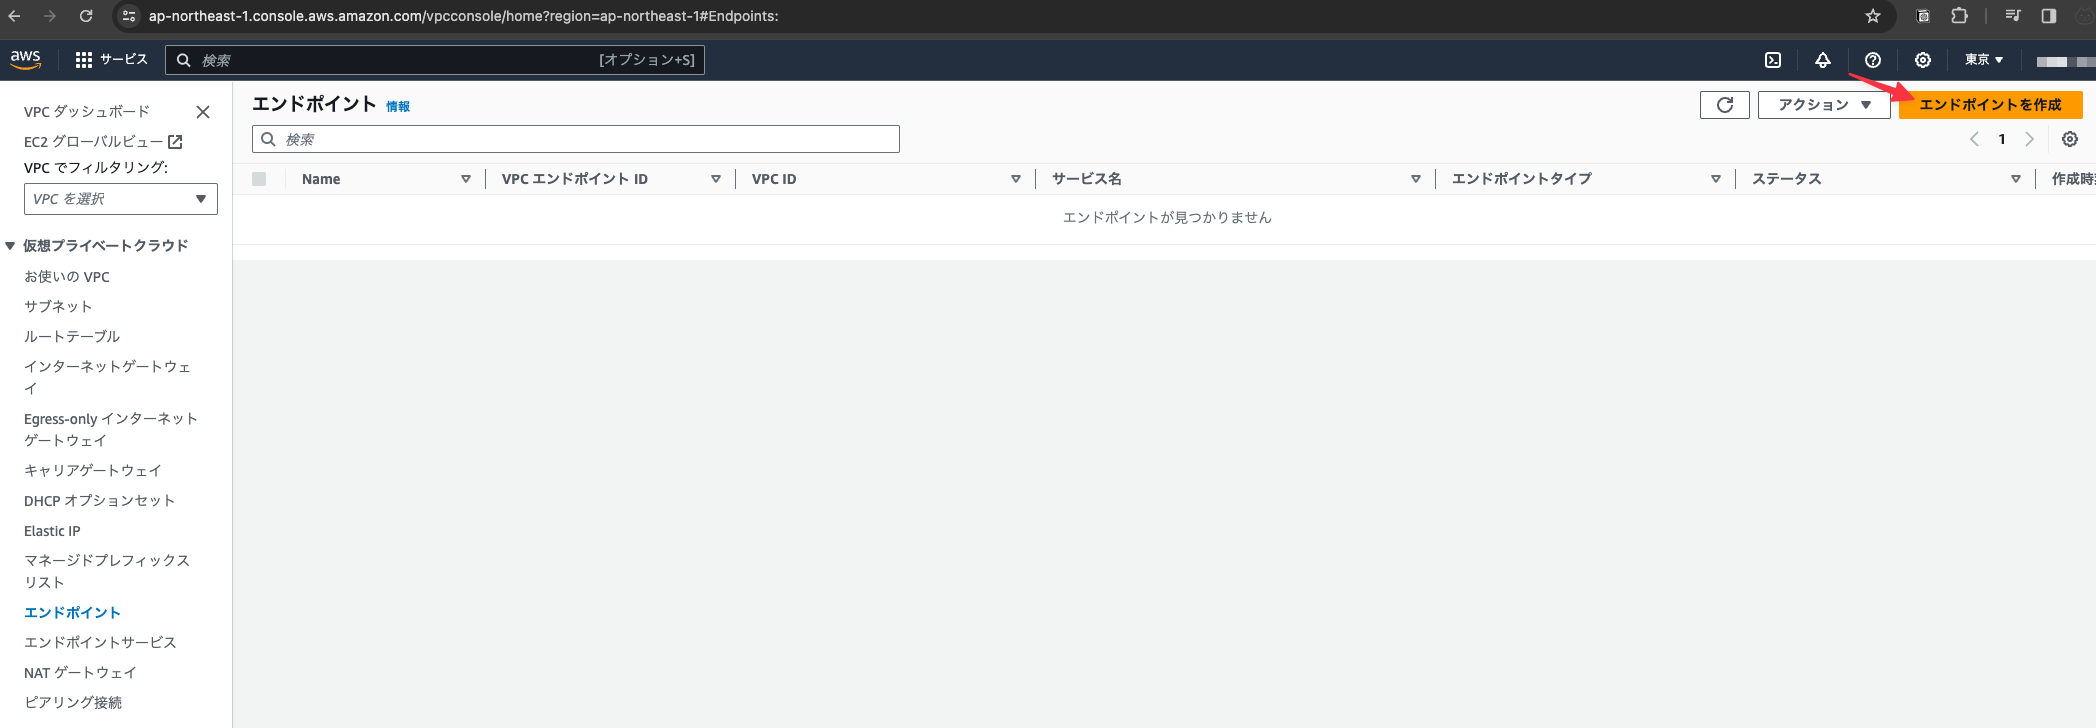 ap-northeast-1.console.aws.amazon.com/vpcconsole/home?region=ap-northeast-1#Endpoints:
aws サービス 検索 [オプション+S] 東京
VPC ダッシュボード
EC2 グローバルビュー
VPC でフィルタリング:
VPC を選択
仮想プライベートクラウド
お使いの VPC
サブネット
ルートテーブル
インターネットゲートウェ
イ
Egress-only インターネット
ゲートウェイ
キャリアゲートウェイ
DHCP オプションセット
Elastic IP
マネージドプレフィックス
リスト
エンドポイント
エンドポイントサービス
NAT ゲートウェイ
ピアリング接続
エンドポイント 情報
アクション エンドポイントを作成
検索
1
Name VPC エンドポイント ID VPC ID サービス名 エンドポイントタイプ ステータス 作成時
エンドポイントが見つかりません